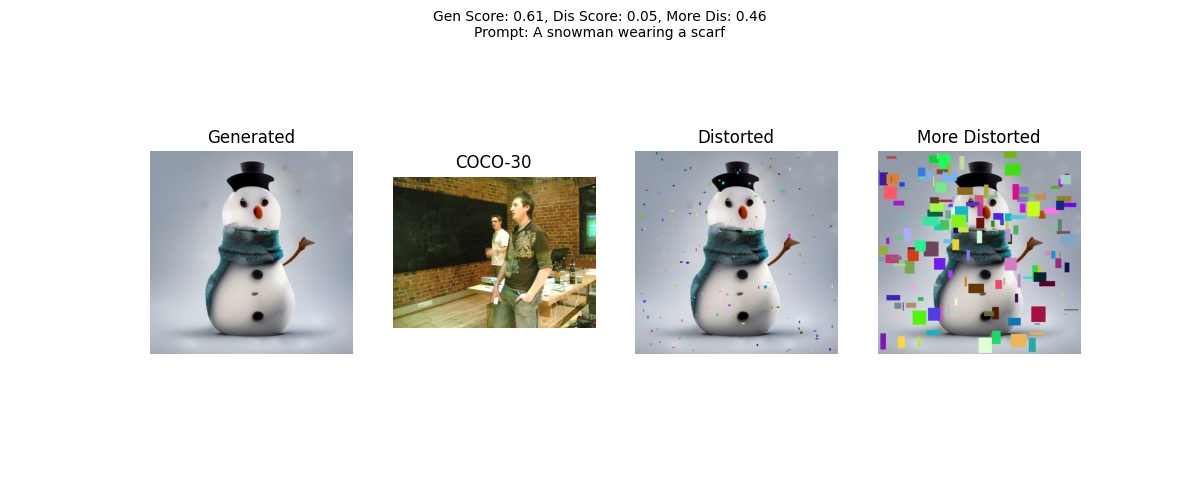 Gen Score: 0.61, Dis Score: 0.05, More Dis: 0.46
Prompt: A snowman wearing a scarf
Generated
COCO-30
Distorted
More Distorted